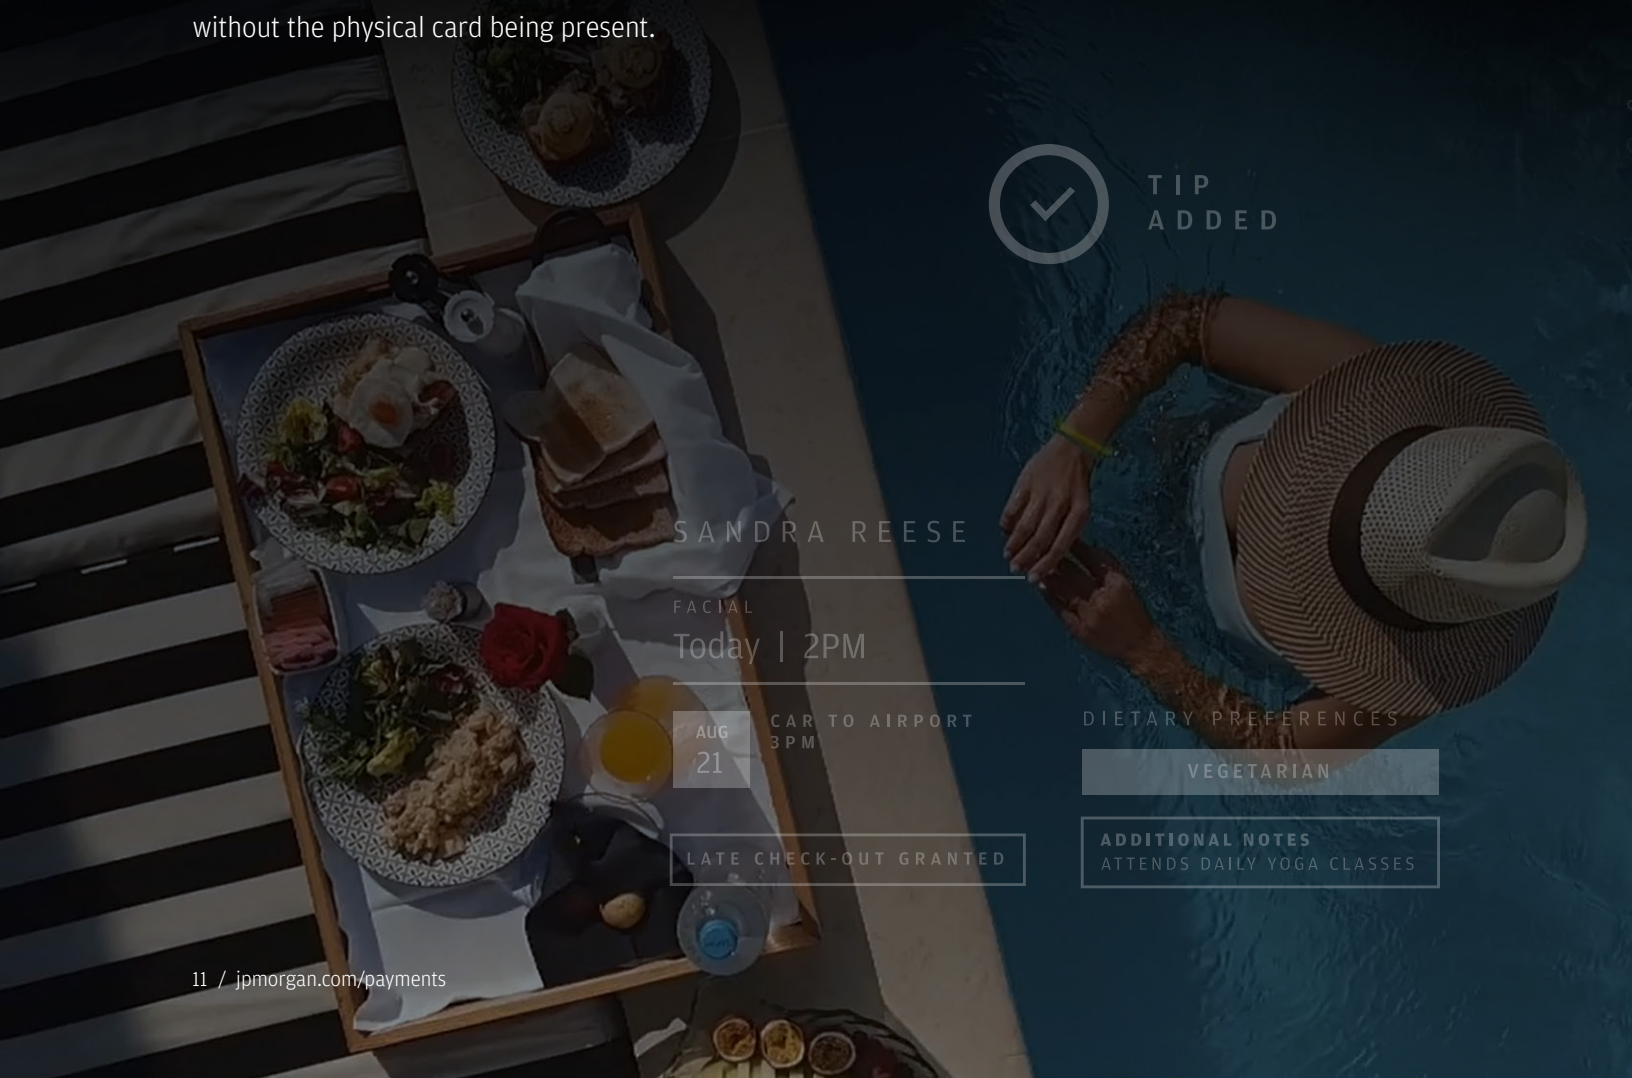 without the physical card being present.
TIP
ADDED
SANDRA REESE
FACIAL
Today | 2PM
AUG
21
CAR TO AIRPORT
3PM
LATE CHECK-OUT GRANTED
DIETARY PREFERENCES
VEGETARIAN
ADDITIONAL NOTES
ATTENDS DAILY YOGA CLASSES
11 / jpmorgan.com/payments